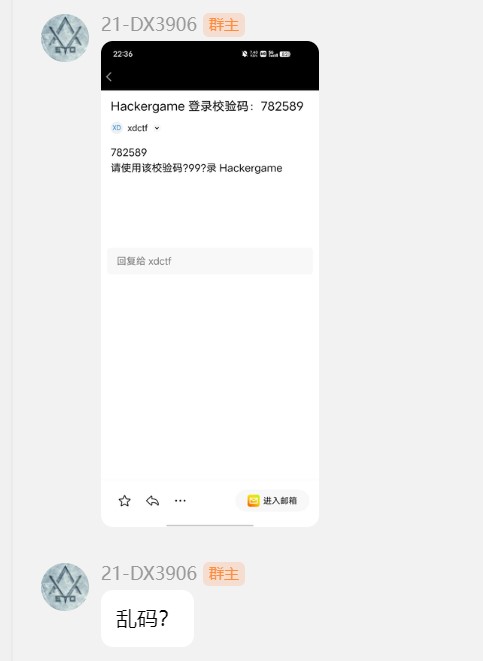 21-DX3906 群主
22:36
Hackergame 登录校验码：782589
XD xdctf
782589
请使用该校验码?99?录 Hackergame
回复给 xdctf
进入邮箱
21-DX3906 群主
乱码？